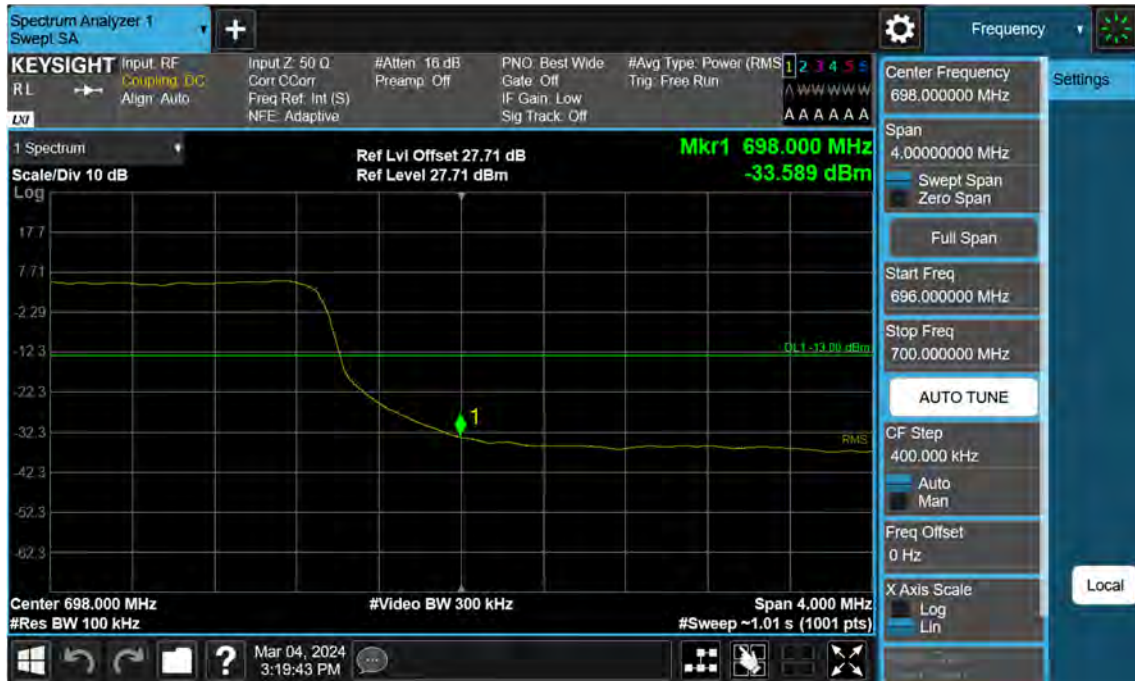 Spectrum Analyzer 1
Swept SA
Frequency
KEYSIGHT
RL
LXI
Input: RF
Coupling: DC
Align: Auto
Input Z: 50 Ω
Corr CCorr
Freq Ref: Int (S)
NFE: Adaptive
#Atten: 16 dB
Preamp: Off
PNO: Best Wide
Gate: Off
IF Gain: Low
Sig Track: Off
#Avg Type: Power (RMS
Trig: Free Run
1 2 3 4 5 6
A W W W W W
A A A A A A
1 Spectrum
Scale/Div 10 dB
Log
Ref Lvl Offset 27.71 dB
Ref Level 27.71 dBm
Mkr1 698.000 MHz
-33.589 dBm
17.7
7.71
-2.29
-12.3
-22.3
-32.3
-42.3
-52.3
-62.3
DL1 -13.00 dBm
1
RMS
Center 698.000 MHz
#Res BW 100 kHz
#Video BW 300 kHz
Span 4.000 MHz
#Sweep ~1.01 s (1001 pts)
Mar 04, 2024
3:19:43 PM
Center Frequency
698.000000 MHz
Span
4.00000000 MHz
Swept Span
Zero Span
Full Span
Start Freq
696.000000 MHz
Stop Freq
700.000000 MHz
AUTO TUNE
CF Step
400.000 kHz
Auto
Man
Freq Offset
0 Hz
X Axis Scale
Log
Lin
Settings
Local